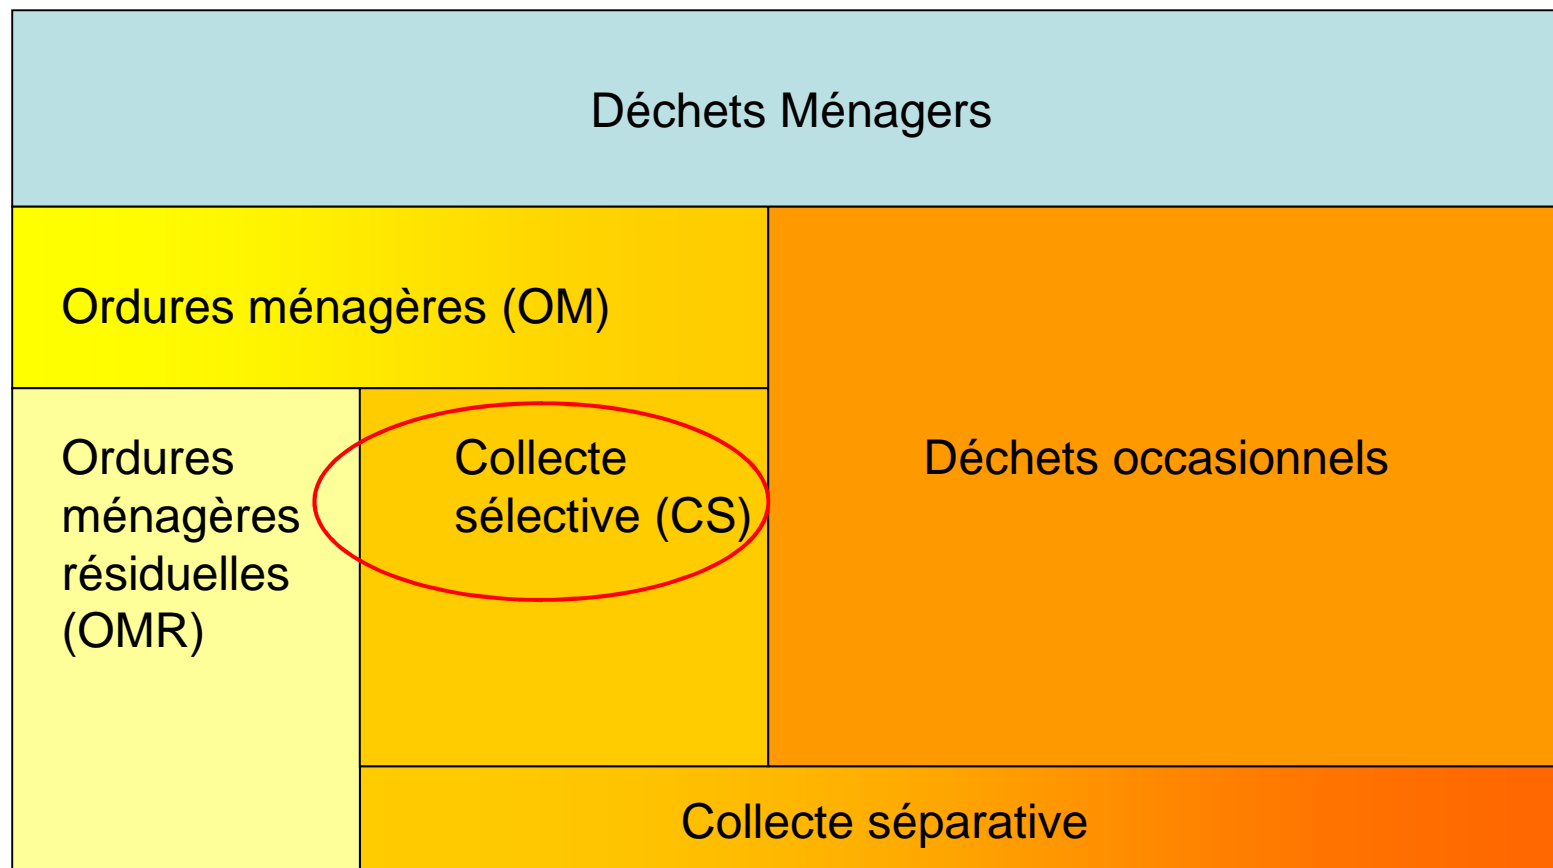 Déchets Ménagers
Ordures ménagères (OM)
Ordures
ménagères
résiduelles
(OMR)
Collecte
sélective (CS)
Déchets occasionnels
Collecte séparative